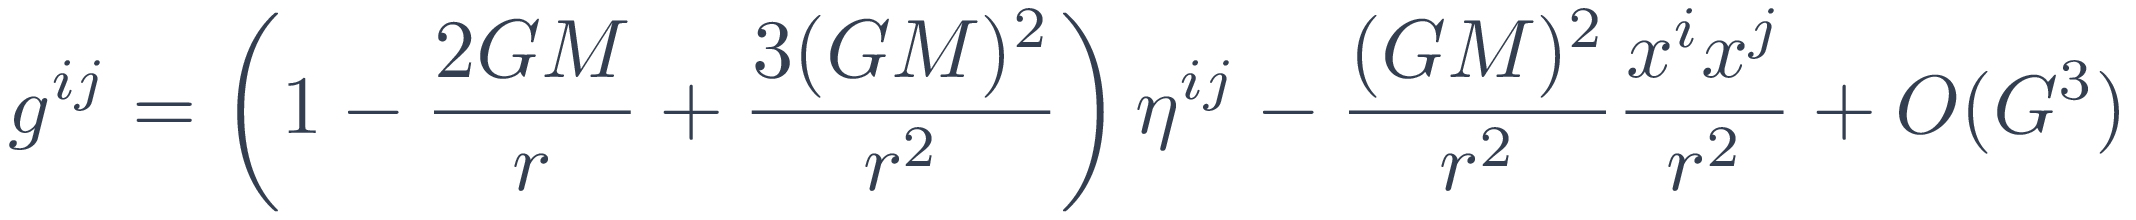 g^{ij} = \left(1 - \frac{2GM}{r} + \frac{3(GM)^2}{r^2}\right) \eta^{ij} - \frac{(GM)^2}{r^2} \frac{x^i x^j}{r^2} + O(G^3)